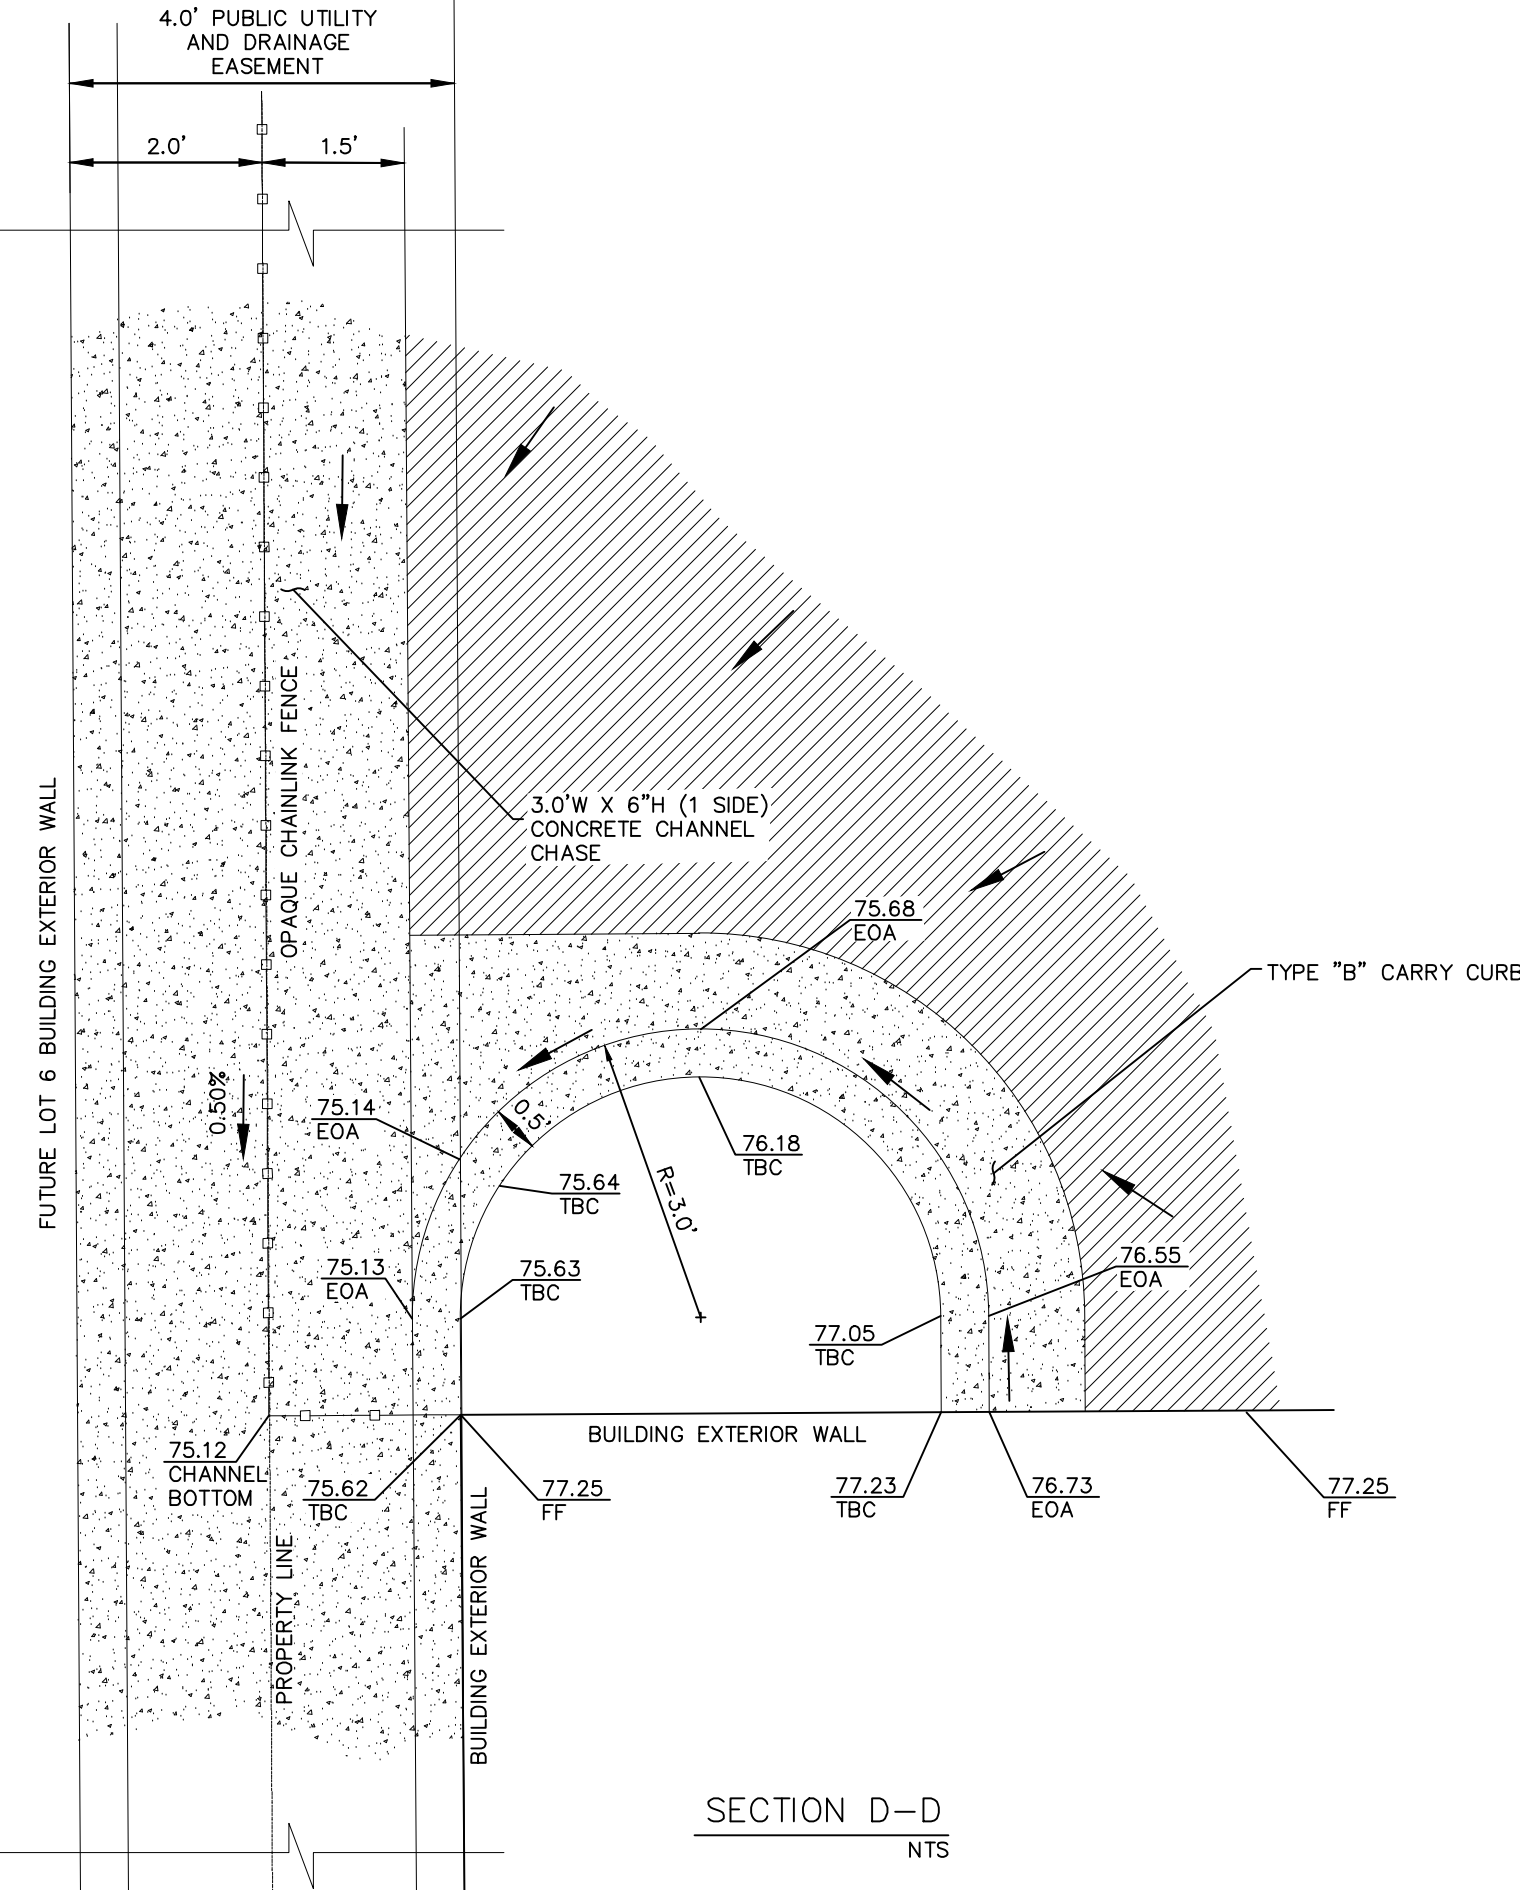 4.0' PUBLIC UTILITY
AND DRAINAGE
EASEMENT
2.0'
1.5'
OPAQUE CHAINLINK FENCE
FUTURE LOT 6 BUILDING EXTERIOR WALL
3.0'W X 6"H (1 SIDE)
CONCRETE CHANNEL
CHASE
75.68
EOA
TYPE "B" CARRY CURB
0.50%
75.14
EOA
0.5'
76.18
TBC
75.64
TBC
R=3.0'
75.13
EOA
75.63
TBC
76.55
EOA
77.05
TBC
BUILDING EXTERIOR WALL
75.12
CHANNEL
BOTTOM
75.62
TBC
77.25
FF
77.23
TBC
76.73
EOA
77.25
FF
PROPERTY LINE
BUILDING EXTERIOR WALL
SECTION D-D
NTS